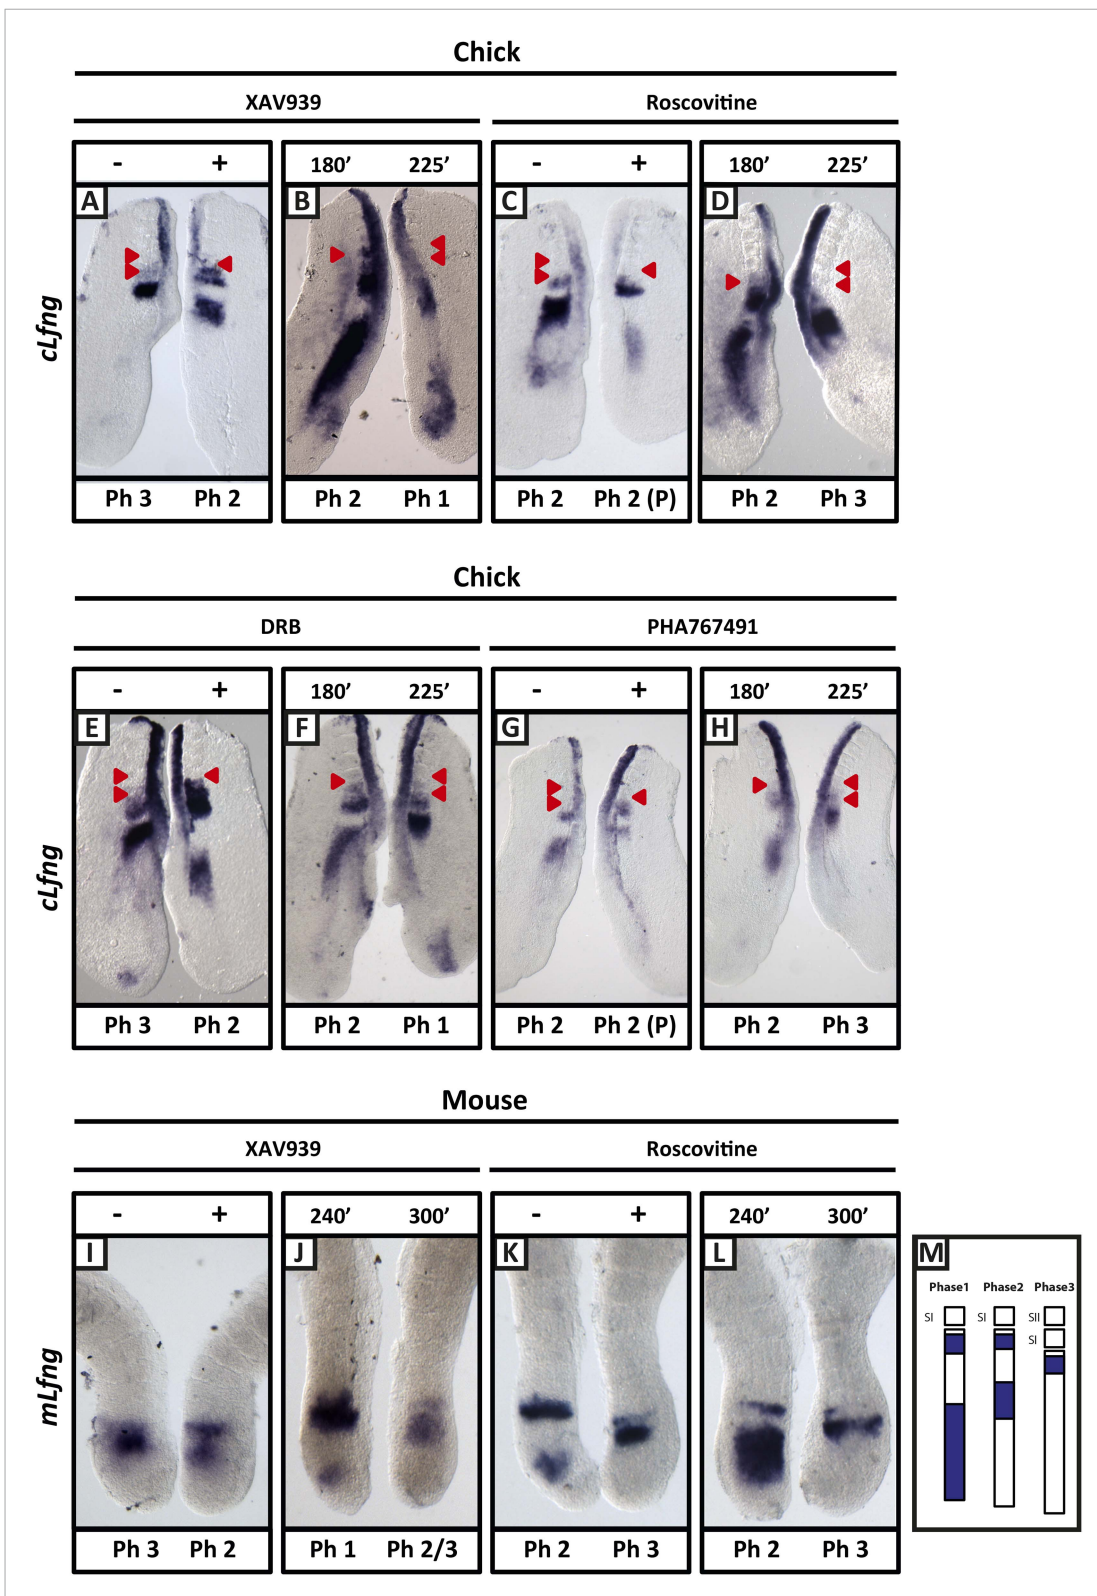 Chick
XAV939 Roscovitine
- + 180’ 225’ - + 180’ 225’
A B C D
cLfng
Ph 3 Ph 2 Ph 2 Ph 1 Ph 2 Ph 2 (P) Ph 2 Ph 3
Chick
DRB PHA767491
- + 180’ 225’ - + 180’ 225’
E F G H
cLfng
Ph 3 Ph 2 Ph 2 Ph 1 Ph 2 Ph 2 (P) Ph 2 Ph 3
Mouse
XAV939 Roscovitine
- + 240’ 300’ - + 240’ 300’
I J K L M
Phase1 Phase2 Phase3
SI SI SII
SI
mLfng
Ph 3 Ph 2 Ph 1 Ph 2/3 Ph 2 Ph 3 Ph 2 Ph 3